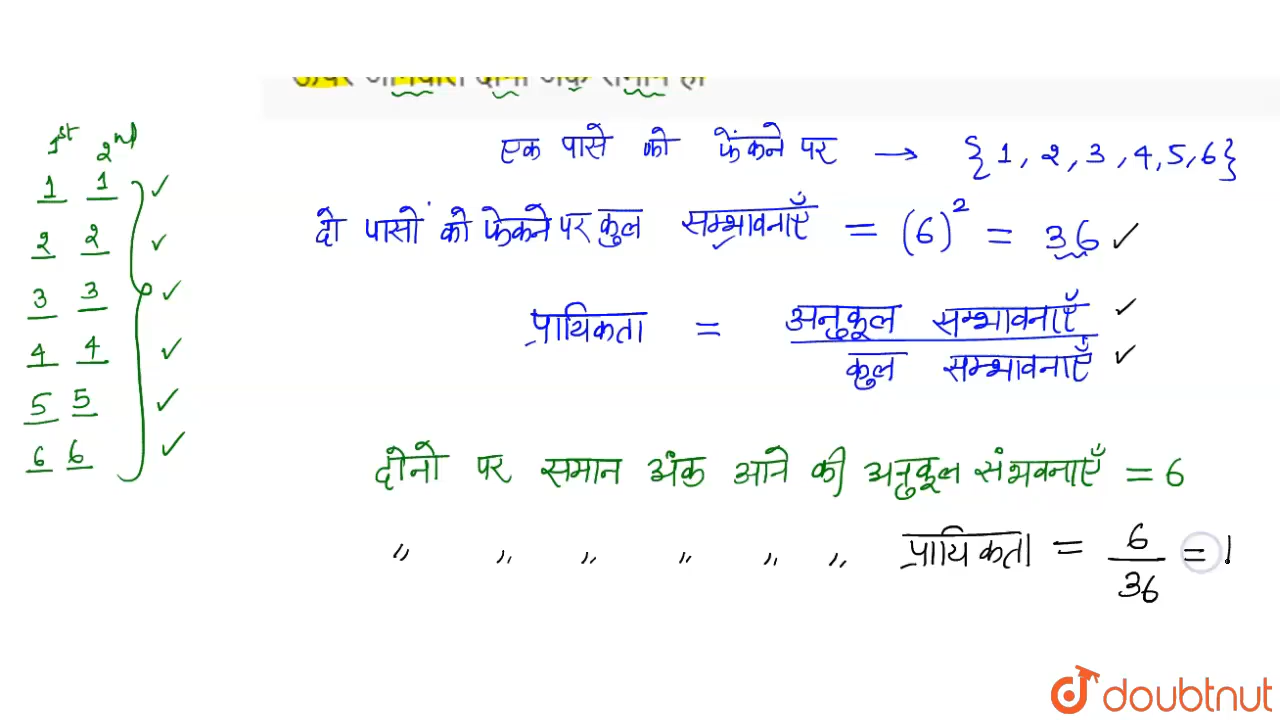 एक पासे को फेंकने पर → {1, 2, 3, 4, 5, 6}
दो पासों को फेकने पर कुल सम्भावनाएँ = (6)² = 36 ✓
प्रायिकता = अनुकूल सम्भावनाएँ ✓
कुल सम्भावनाएँ ✓
1st 2nd
1 1 ✓
2 2 ✓
3 3 ✓
4 4 ✓
5 5 ✓
6 6 ✓
दोनो पर समान अंक आने की अनुकूल संभवनाएँ = 6
,, ,, ,, ,, ,, ,, प्रायिकता = 6/36 = 1
doubtnut